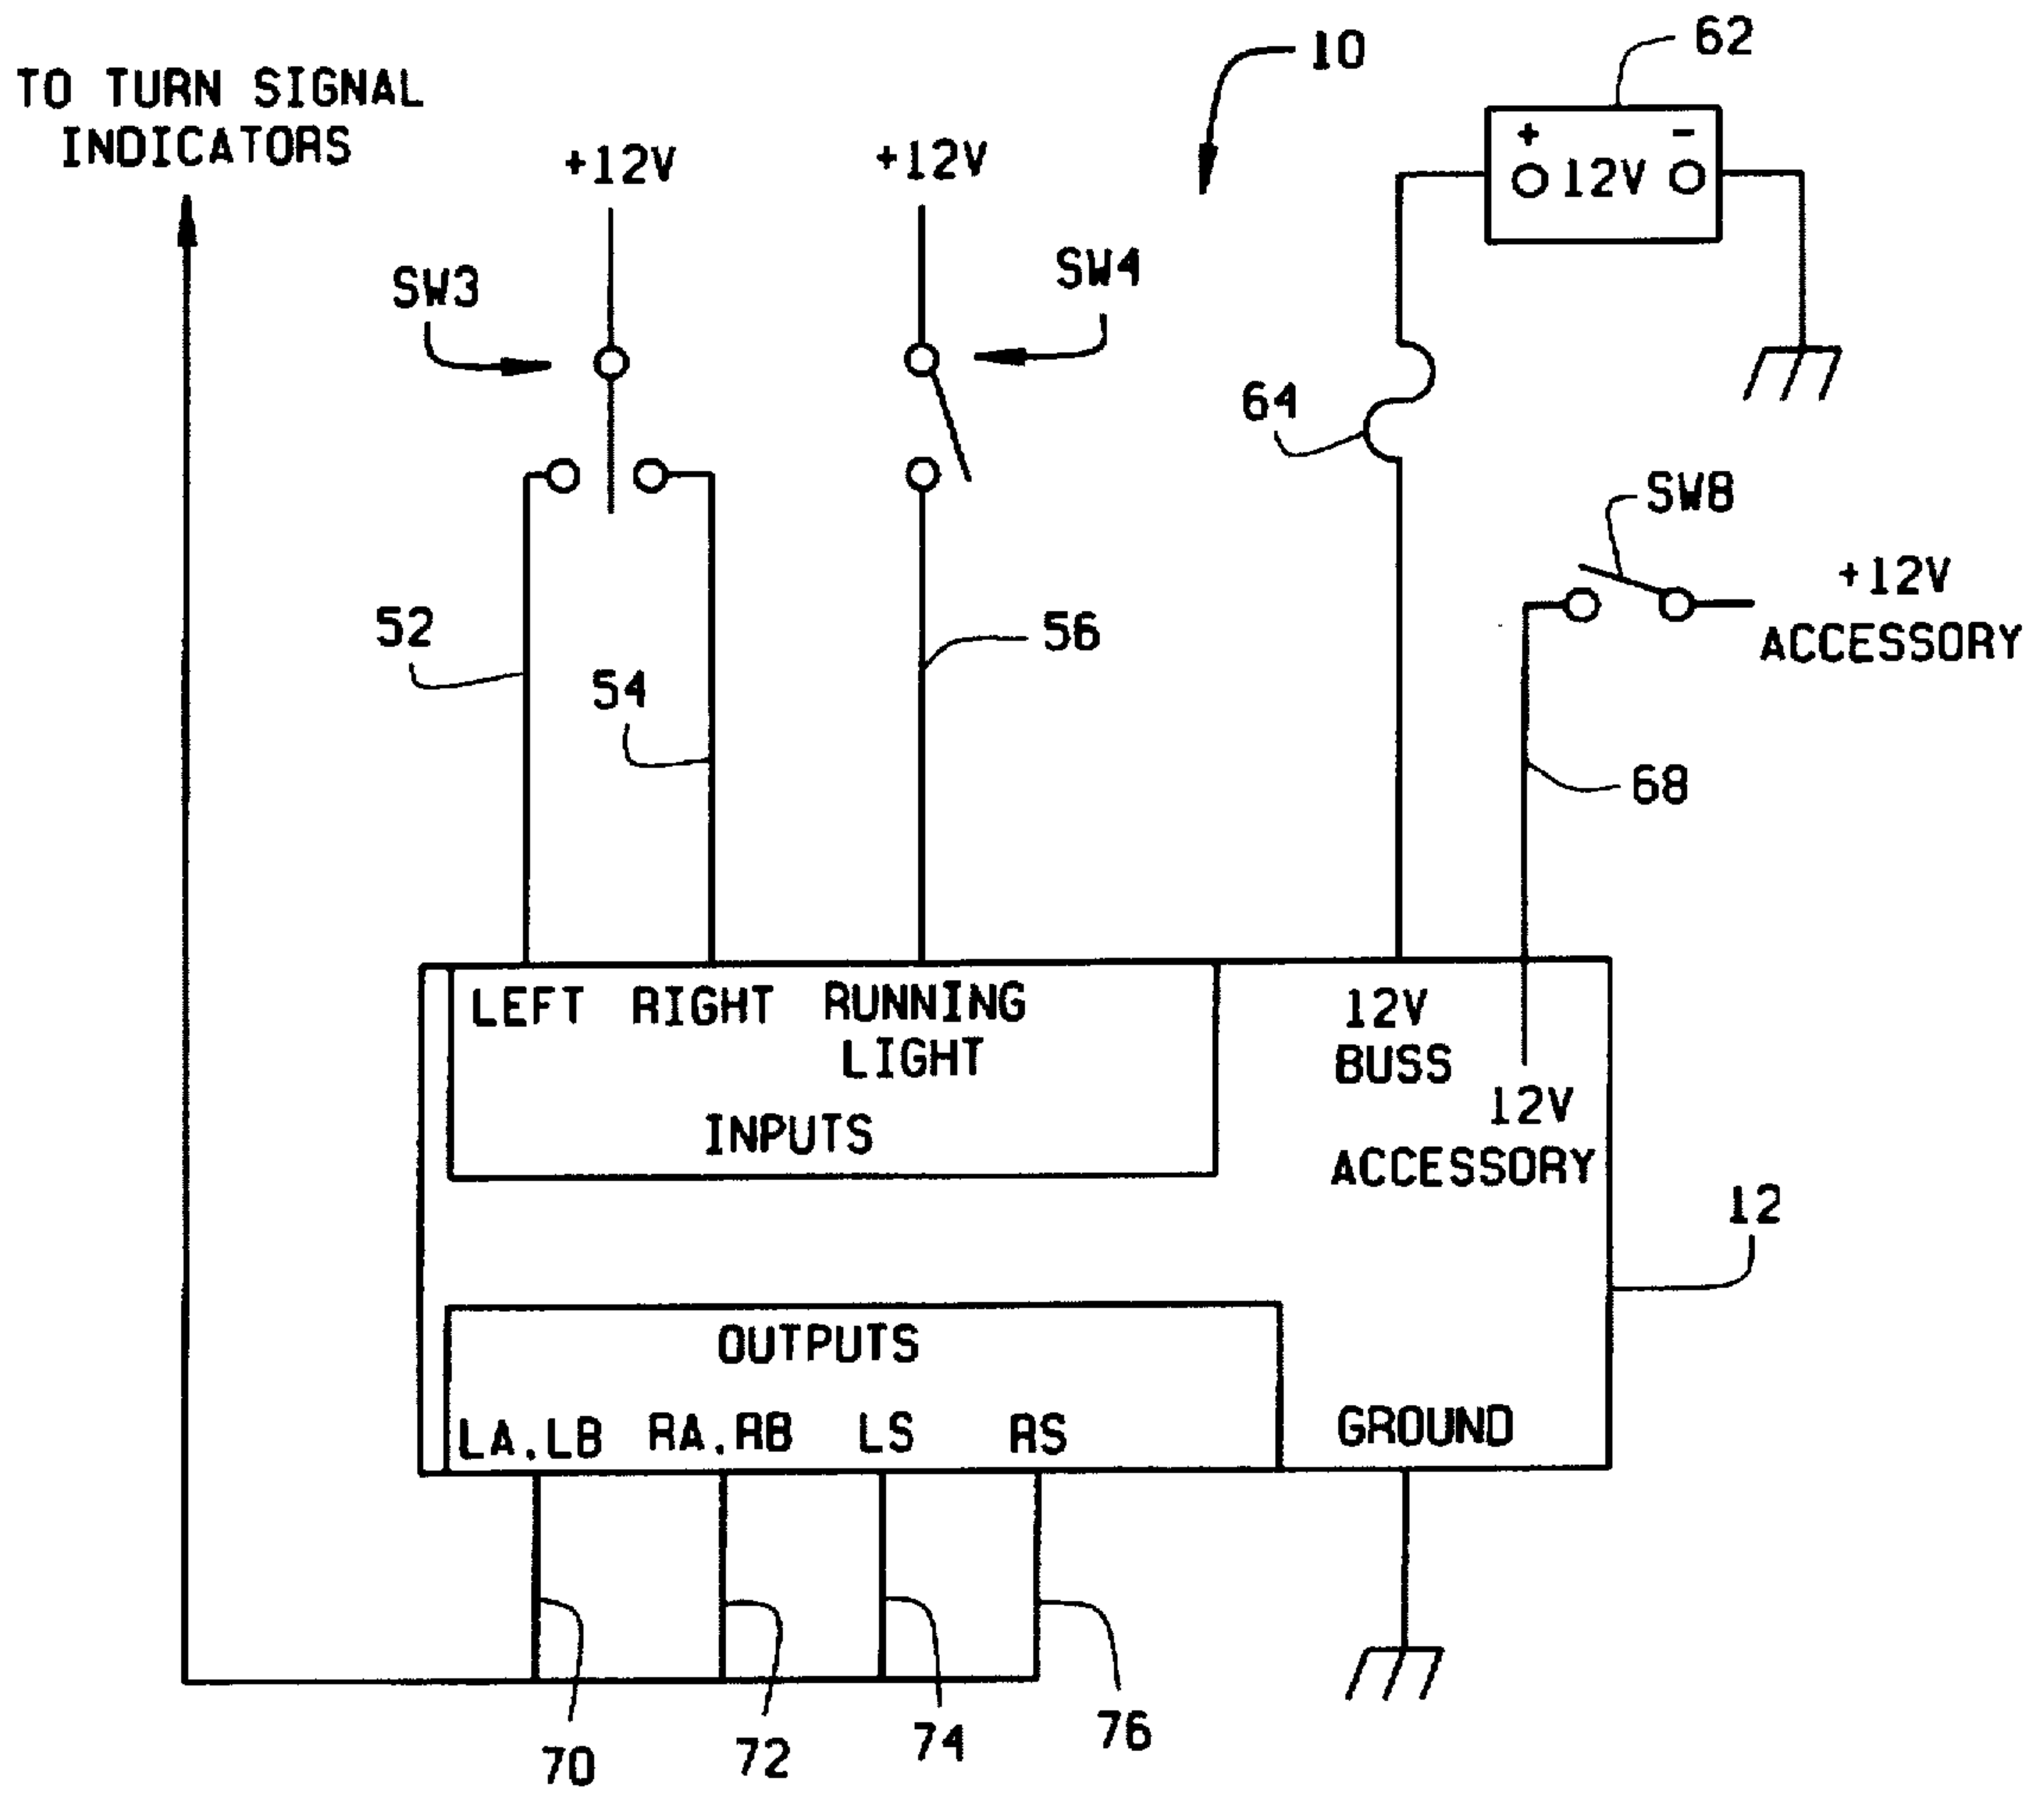 62
10
TO TURN SIGNAL
INDICATORS
+12V
+12V
+ -
12V
SW3
SW4
64
SW8
+12V
ACCESSORY
52
54
56
68
LEFT RIGHT RUNNING
LIGHT
INPUTS
12V
BUSS
12V
ACCESSORY
12
OUTPUTS
LA,LB RA,RB LS RS
GROUND
70
72
74
76